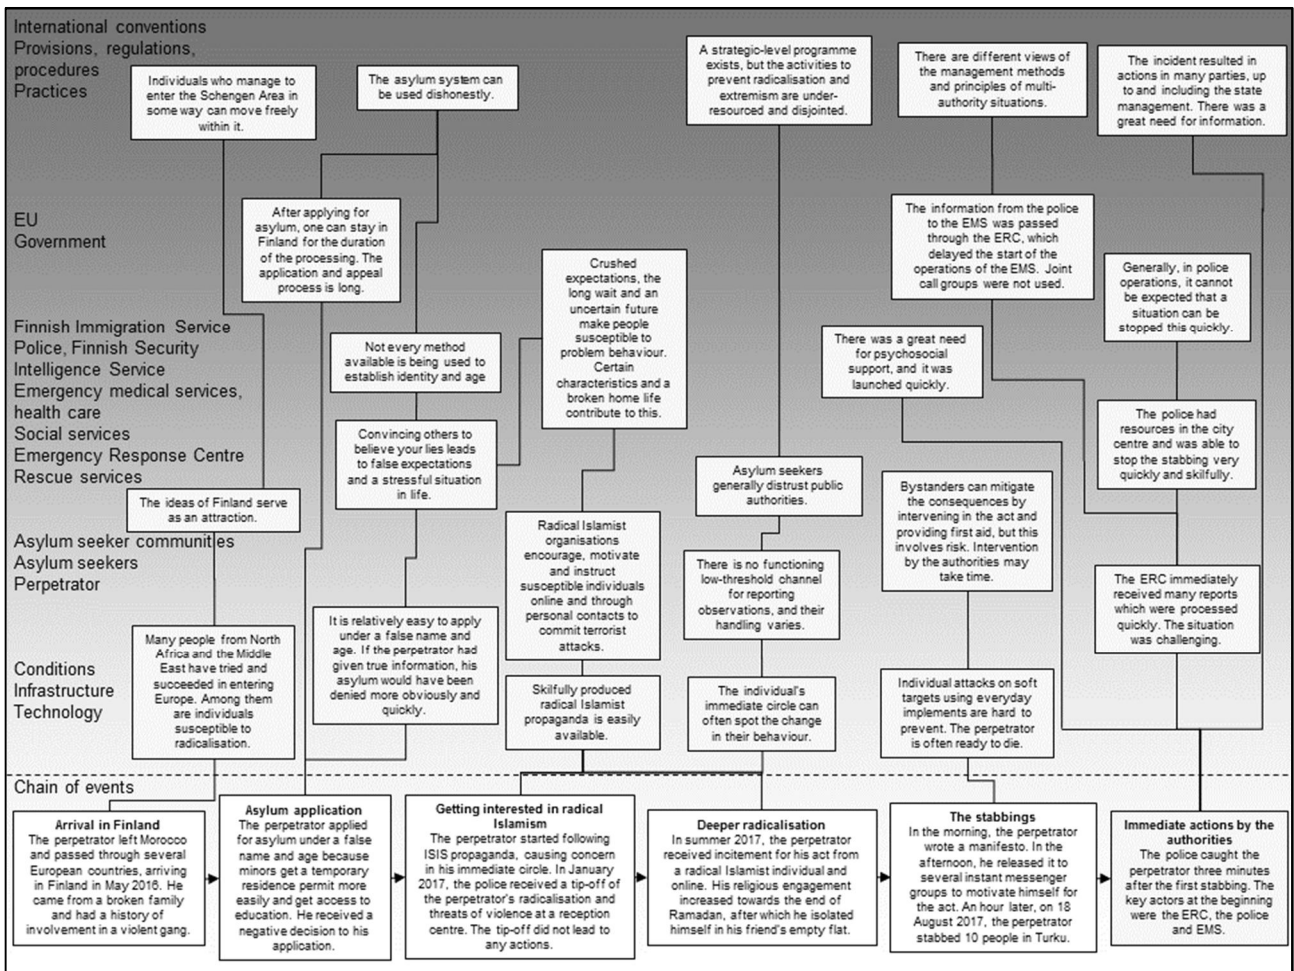 International conventions
Provisions, regulations,
procedures
Practices
Individuals who manage to
enter the Schengen Area in
some way can move freely
within it.
The asylum system can
be used dishonestly.
A strategic-level programme
exists, but the activities to
prevent radicalisation and
extremism are under-
resourced and disjointed.
There are different views of
the management methods
and principles of multi-
authority situations.
The incident resulted in
actions in many parties, up
to and including the state
management. There was a
great need for information.
EU
Government
After applying for
asylum, one can stay in
Finland for the duration
of the processing. The
application and appeal
process is long.
Crushed
expectations, the
long wait and an
uncertain future
make people
susceptible to
problem behaviour.
Certain
characteristics and a
broken home life
contribute to this.
The information from the police
to the EMS was passed
through the ERC, which
delayed the start of the
operations of the EMS. Joint
call groups were not used.
Generally, in police
operations, it cannot
be expected that a
situation can be
stopped this quickly.
Finnish Immigration Service
Police, Finnish Security
Intelligence Service
Emergency medical services,
health care
Social services
Emergency Response Centre
Rescue services
Not every method
available is being used to
establish identity and age
There was a great need
for psychosocial
support, and it was
launched quickly.
Convincing others to
believe your lies leads
to false expectations
and a stressful situation
in life.
The police had
resources in the city
centre and was able to
stop the stabbing very
quickly and skilfully.
The ideas of Finland serve
as an attraction.
Asylum seekers
generally distrust public
authorities.
Bystanders can mitigate
the consequences by
intervening in the act and
providing first aid, but this
involves risk. Intervention
by the authorities may
take time.
Asylum seeker communities
Asylum seekers
Perpetrator
Radical Islamist
organisations
encourage, motivate
and instruct
susceptible individuals
online and through
personal contacts to
commit terrorist
attacks.
There is no functioning
low-threshold channel
for reporting
observations, and their
handling varies.
The ERC immediately
received many reports
which were processed
quickly. The situation
was challenging.
Conditions
Infrastructure
Technology
Many people from North
Africa and the Middle
East have tried and
succeeded in entering
Europe. Among them
are individuals
susceptible to
radicalisation.
It is relatively easy to apply
under a false name and
age. If the perpetrator had
given true information, his
asylum would have been
denied more obviously and
quickly.
Skilfully produced
radical Islamist
propaganda is easily
available.
The individual's
immediate circle can
often spot the change
in their behaviour.
Individual attacks on soft
targets using everyday
implements are hard to
prevent. The perpetrator
is often ready to die.
Chain of events
Arrival in Finland
The perpetrator left Morocco
and passed through several
European countries, arriving
in Finland in May 2016. He
came from a broken family
and had a history of
involvement in a violent gang.
Asylum application
The perpetrator applied
for asylum under a false
name and age because
minors get a temporary
residence permit more
easily and get access to
education. He received a
negative decision to his
application.
Getting interested in radical
Islamism
The perpetrator started following
ISIS propaganda, causing concern
in his immediate circle. In January
2017, the police received a tip-off of
the perpetrator's radicalisation and
threats of violence at a reception
centre. The tip-off did not lead to
any actions.
Deeper radicalisation
In summer 2017, the perpetrator
received incitement for his act from
a radical Islamist individual and
online. His religious engagement
increased towards the end of
Ramadan, after which he isolated
himself in his friend's empty flat.
The stabbings
In the morning, the perpetrator
wrote a manifesto. In the
afternoon, he released it to
several instant messenger
groups to motivate himself for
the act. An hour later, on 18
August 2017, the perpetrator
stabbed 10 people in Turku.
Immediate actions by the
authorities
The police caught the
perpetrator three minutes
after the first stabbing. The
key actors at the beginning
were the ERC, the police
and EMS.